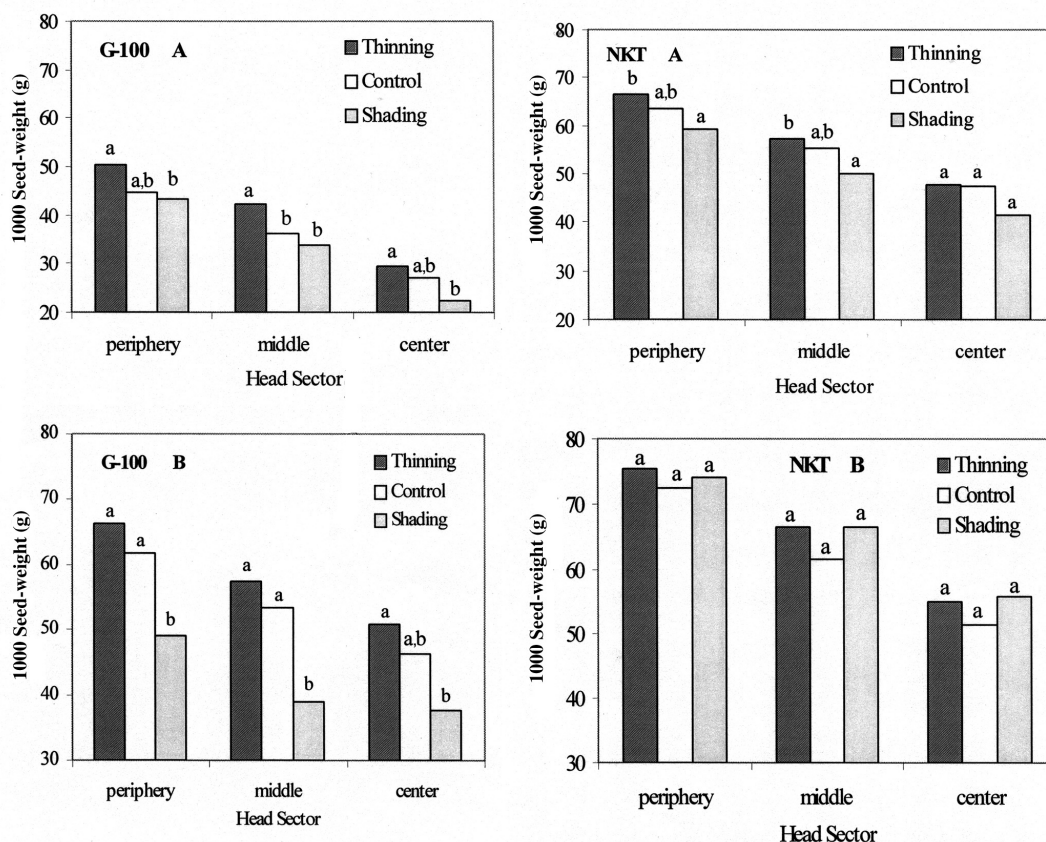 G-100 A
Thinning
Control
Shading
1000 Seed-weight (g)
80
70
60
50
40
30
20
a
a,b
b
a
b
b
a
a,b
b
periphery middle center
Head Sector
NKT A
Thinning
Control
Shading
1000 Seed-weight (g)
80
70
60
50
40
30
20
b
a,b
a
b
a,b
a
a
a
a
periphery middle center
Head Sector
G-100 B
Thinning
Control
Shading
1000 Seed-weight (g)
80
70
60
50
40
30
a
a
b
a
a
b
a
a,b
b
periphery middle center
Head Sector
NKT B
Thinning
Control
Shading
1000 Seed-weight (g)
80
70
60
50
40
30
a
a
a
a
a
a
a
a
a
periphery middle center
Head Sector